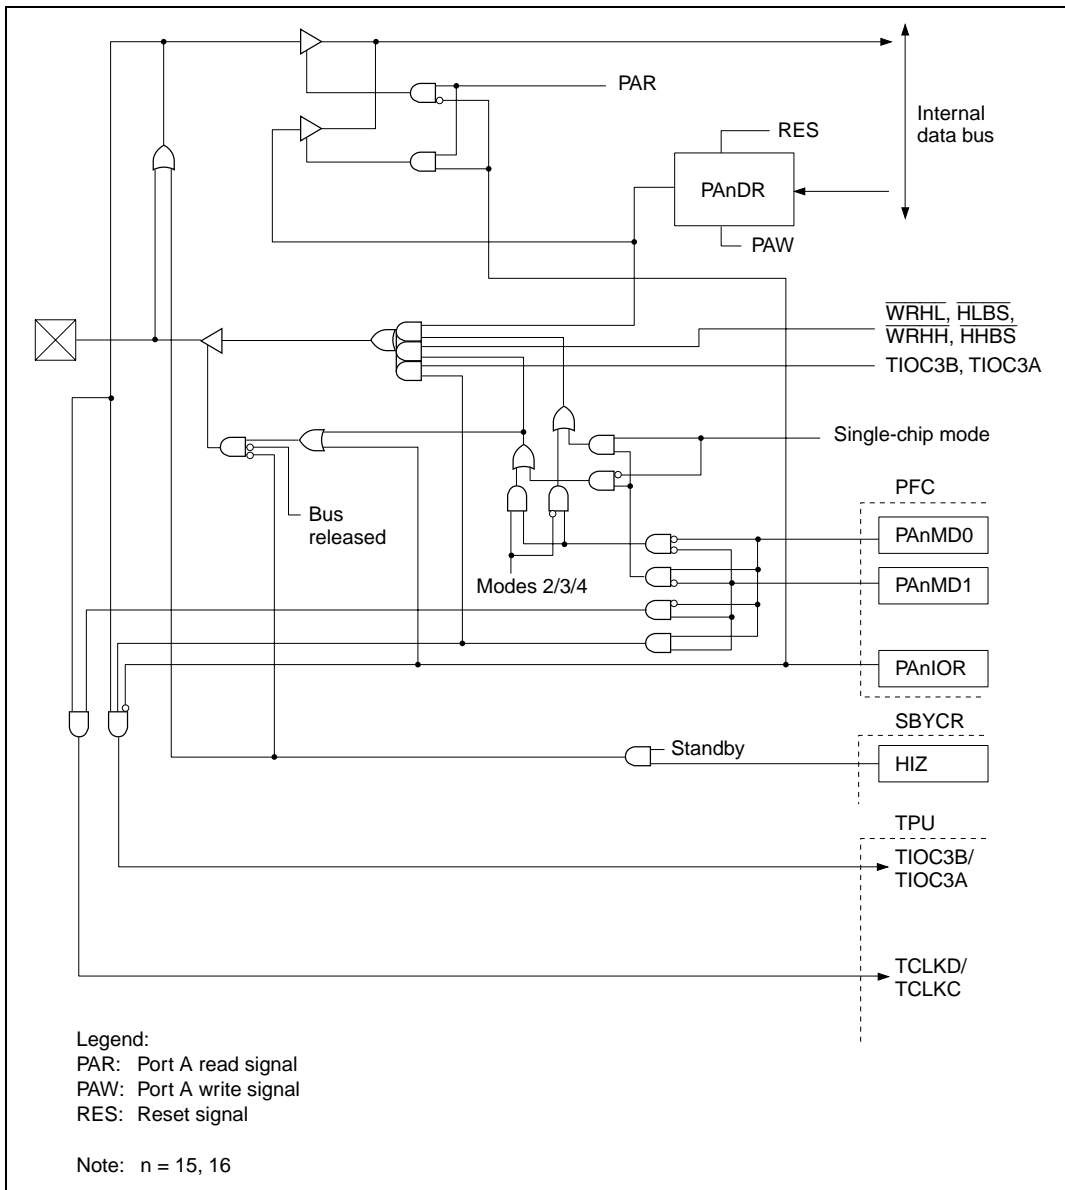 PAR
Internal
data bus
RES
PAnDR
PAW
WRHL, HLBS,
WRHH, HHBS
TIOC3B, TIOC3A
Single-chip mode
PFC
Bus
released
PAnMD0
Modes 2/3/4
PAnMD1
PAnIOR
SBYCR
Standby
HIZ
TPU
TIOC3B/
TIOC3A
TCLKD/
TCLKC
Legend:
PAR: Port A read signal
PAW: Port A write signal
RES: Reset signal
Note: n = 15, 16